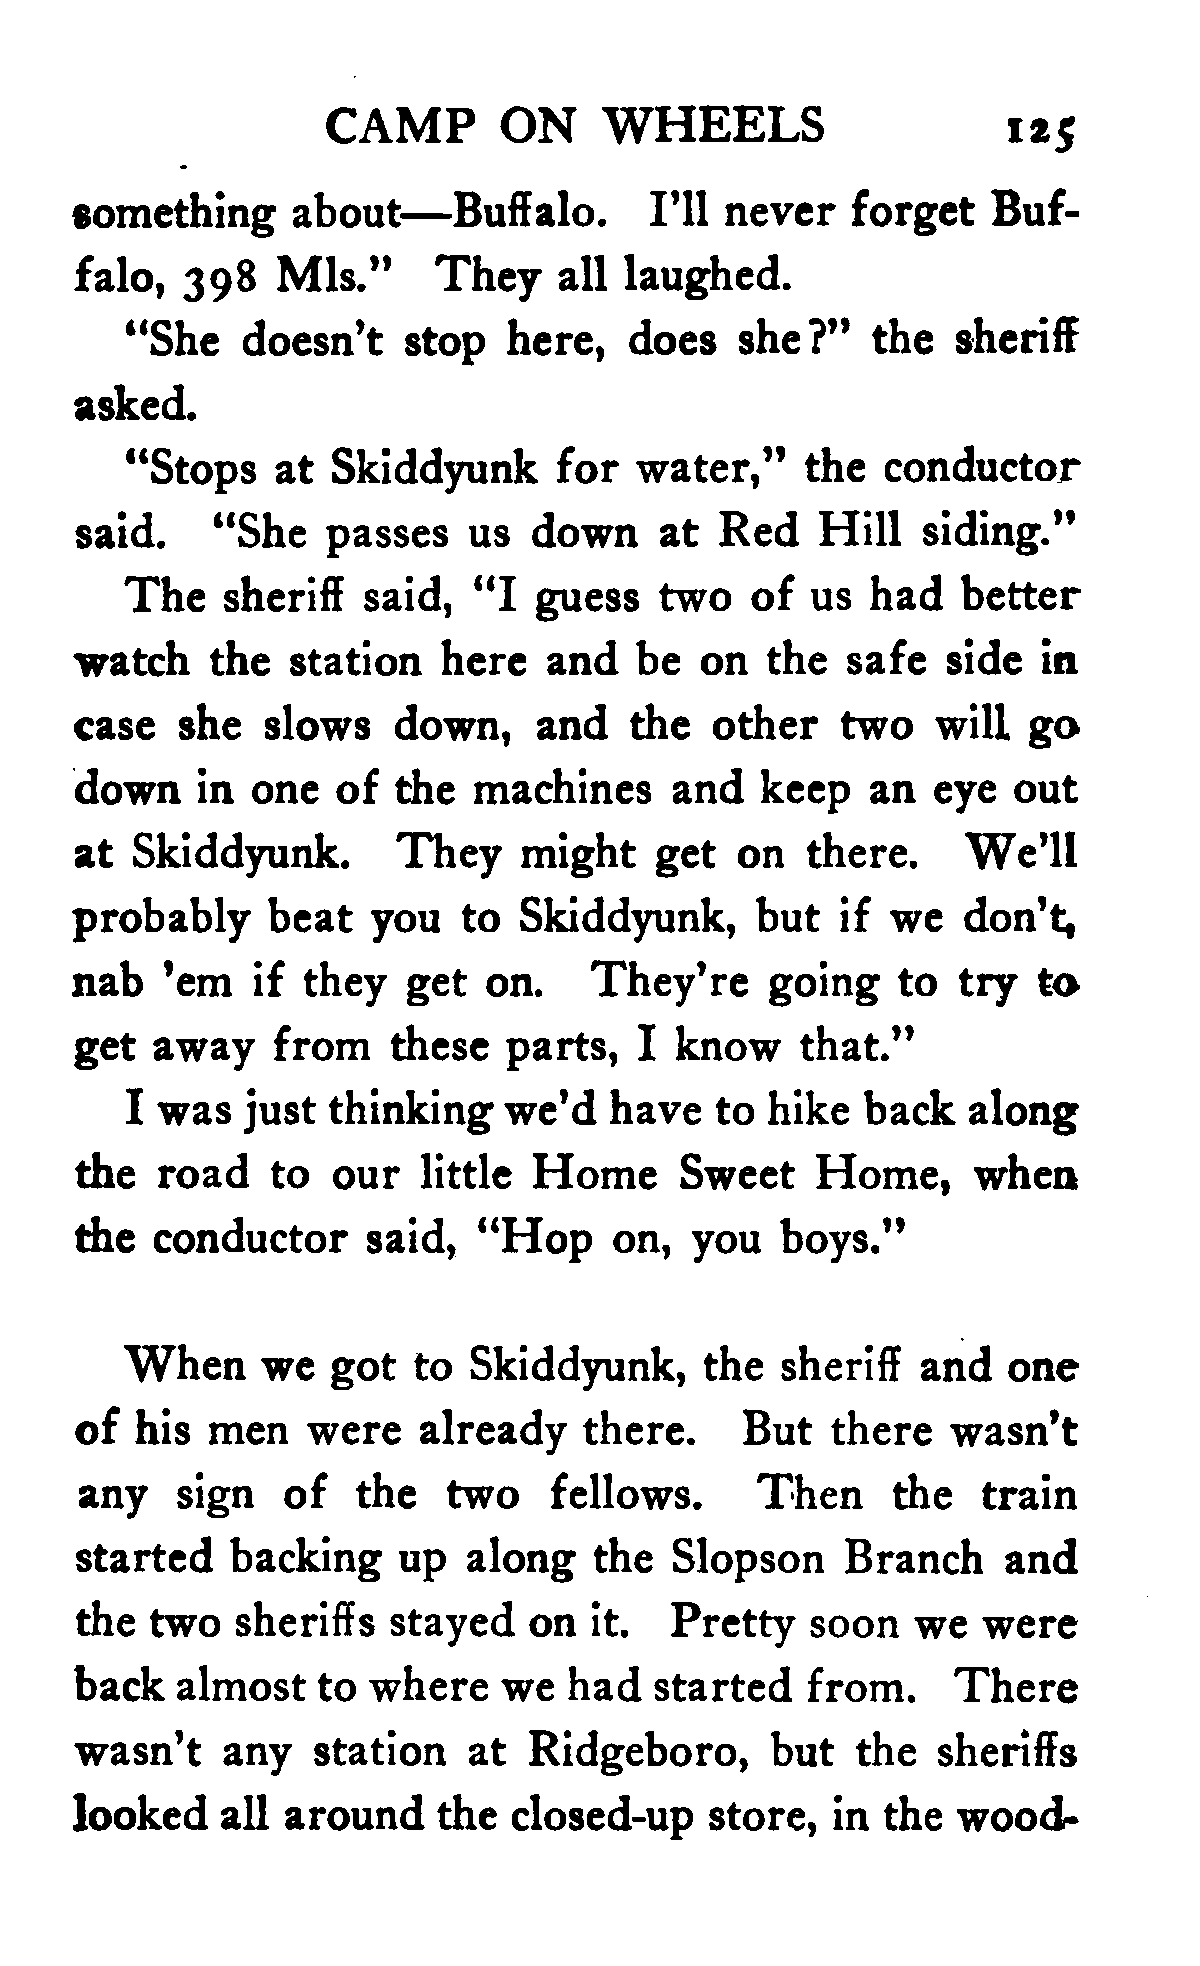 CAMP ON WHEELS 125
something about—Buffalo. I'll never forget Buf-
falo, 398 Mls." They all laughed.
"She doesn't stop here, does she?" the sheriff
asked.
"Stops at Skiddyunk for water," the conductor
said. "She passes us down at Red Hill siding."
The sheriff said, "I guess two of us had better
watch the station here and be on the safe side in
case she slows down, and the other two will go
down in one of the machines and keep an eye out
at Skiddyunk. They might get on there. We'll
probably beat you to Skiddyunk, but if we don't,
nab 'em if they get on. They're going to try to
get away from these parts, I know that."
I was just thinking we'd have to hike back along
the road to our little Home Sweet Home, when
the conductor said, "Hop on, you boys."
When we got to Skiddyunk, the sheriff and one
of his men were already there. But there wasn't
any sign of the two fellows. Then the train
started backing up along the Slopson Branch and
the two sheriffs stayed on it. Pretty soon we were
back almost to where we had started from. There
wasn't any station at Ridgeboro, but the sheriffs
looked all around the closed-up store, in the wood-